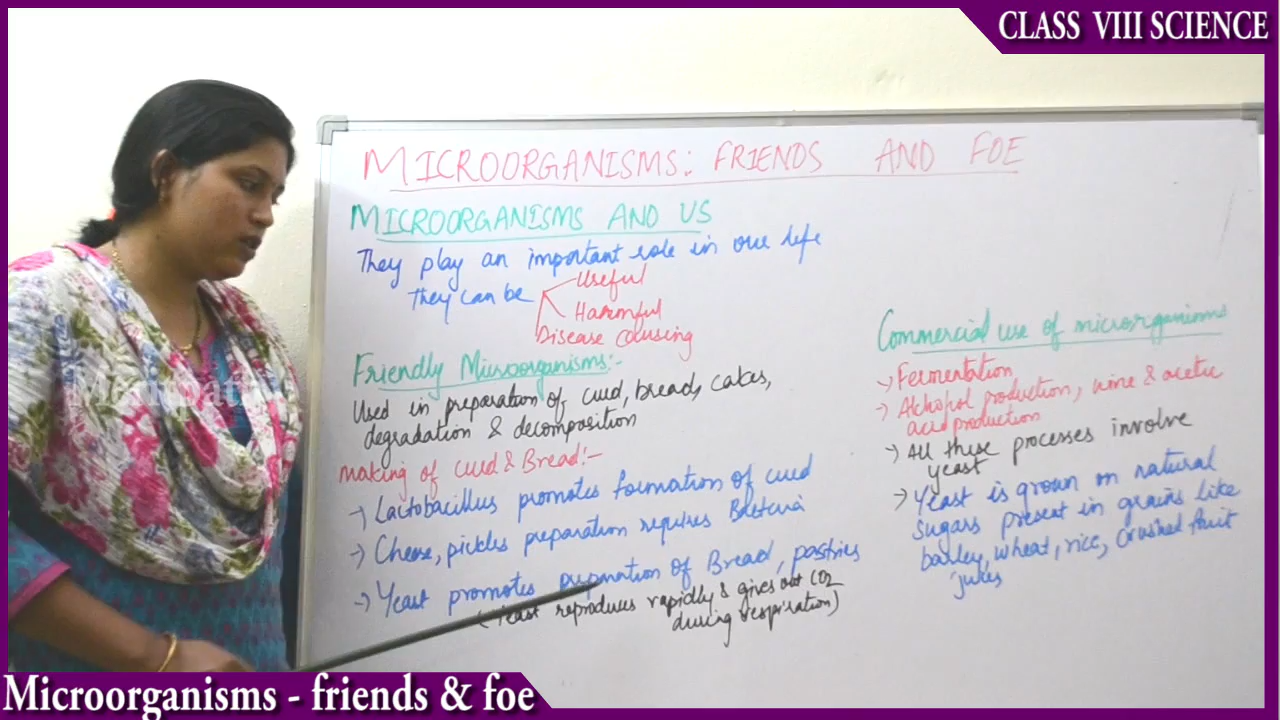 CLASS VIII SCIENCE
MICROORGANISMS: FRIENDS AND FOE
MICROORGANISMS AND US
They play an important role in our life
They can be
Useful
Harmful
Disease causing
Friendly Microorganisms:-
Used in preparation of curd, bread, cakes,
degradation & decomposition
Making of Curd & Bread:-
→ Lactobacillus promotes formation of curd
→ Cheese, pickles preparation requires Bacteria
→ Yeast promotes preparation of Bread, pastries
(Yeast reproduces rapidly & gives out CO2
during respiration)
Commercial use of microorganisms
→ Fermentation
→ Alcohol production, wine & acetic
acid production
→ All these processes involve
yeast
→ Yeast is grown on natural
sugars present in grains like
barley, wheat, rice, crushed fruit
juices
Microorganisms - friends & foe